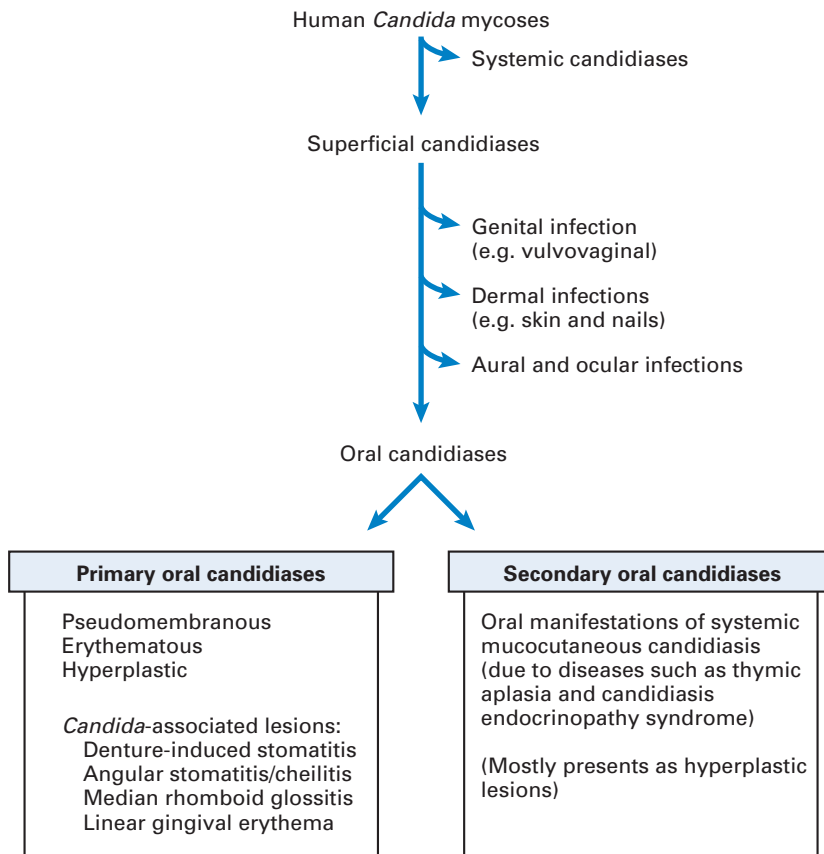 Human Candida mycoses
Systemic candidiases
Superficial candidiases
Genital infection
(e.g. vulvovaginal)
Dermal infections
(e.g. skin and nails)
Aural and ocular infections
Oral candidiases
Primary oral candidiases
Pseudomembranous
Erythematous
Hyperplastic
Candida-associated lesions:
Denture-induced stomatitis
Angular stomatitis/cheilitis
Median rhomboid glossitis
Linear gingival erythema
Secondary oral candidiases
Oral manifestations of systemic
mucocutaneous candidiasis
(due to diseases such as thymic
aplasia and candidiasis
endocrinopathy syndrome)
(Mostly presents as hyperplastic
lesions)